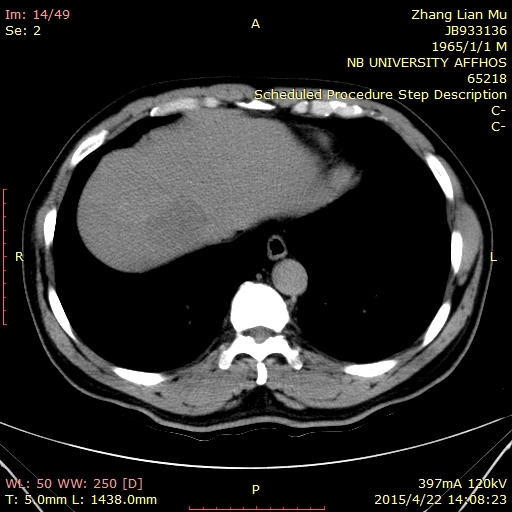 Im: 14/49
Se: 2
A
Zhang Lian Mu
JB933136
1965/1/1 M
NB UNIVERSITY AFFHOS
65218
Scheduled Procedure Step Description
C-
C-
R
L
WL: 50 WW: 250 [D]
T: 5.0mm L: 1438.0mm
P
397mA 120kV
2015/4/22 14:08:23